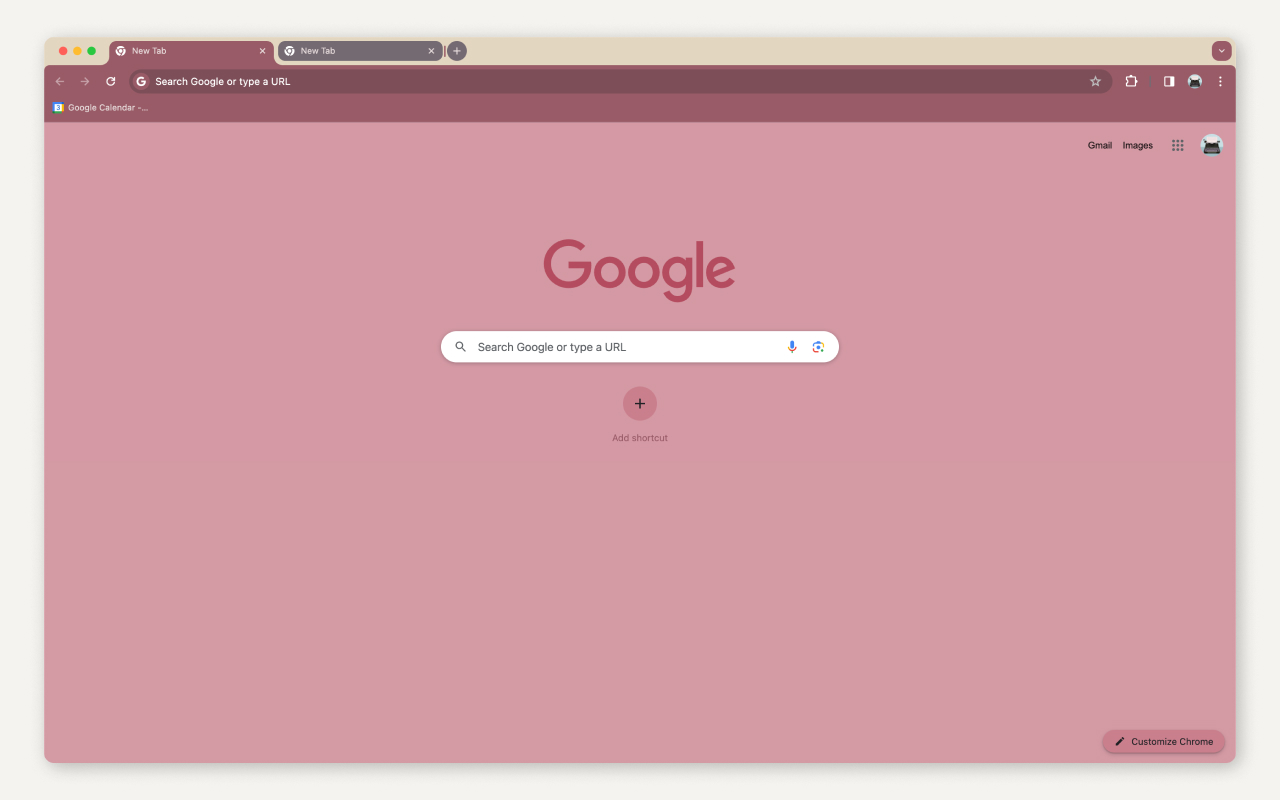 New Tab
New Tab
Search Google or type a URL
3 Google Calendar -...
Gmail Images
Google
Search Google or type a URL
Add shortcut
Customize Chrome